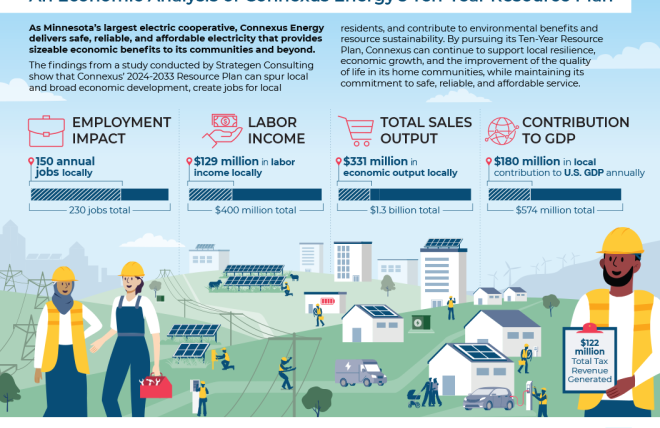 An Economic Analysis of Connexus Energy's Ten-Year Resource Plan
As Minnesota's largest electric cooperative, Connexus Energy
delivers safe, reliable, and affordable electricity that provides
sizeable economic benefits to its communities and beyond.
The findings from a study conducted by Strategen Consulting
show that Connexus' 2024-2033 Resource Plan can spur local
and broad economic development, create jobs for local
residents, and contribute to environmental benefits and
resource sustainability. By pursuing its Ten-Year Resource
Plan, Connexus can continue to support local resilience,
economic growth, and the improvement of the quality
of life in its home communities, while maintaining its
commitment to safe, reliable, and affordable service.
EMPLOYMENT
IMPACT
150 annual
jobs locally
230 jobs total
LABOR
INCOME
$129 million in labor
income locally
$400 million total
TOTAL SALES
OUTPUT
$331 million in
economic output locally
$1.3 billion total
CONTRIBUTION
TO GDP
$180 million in local
contribution to U.S. GDP annually
$574 million total
$122
million
Total Tax
Revenue
Generated